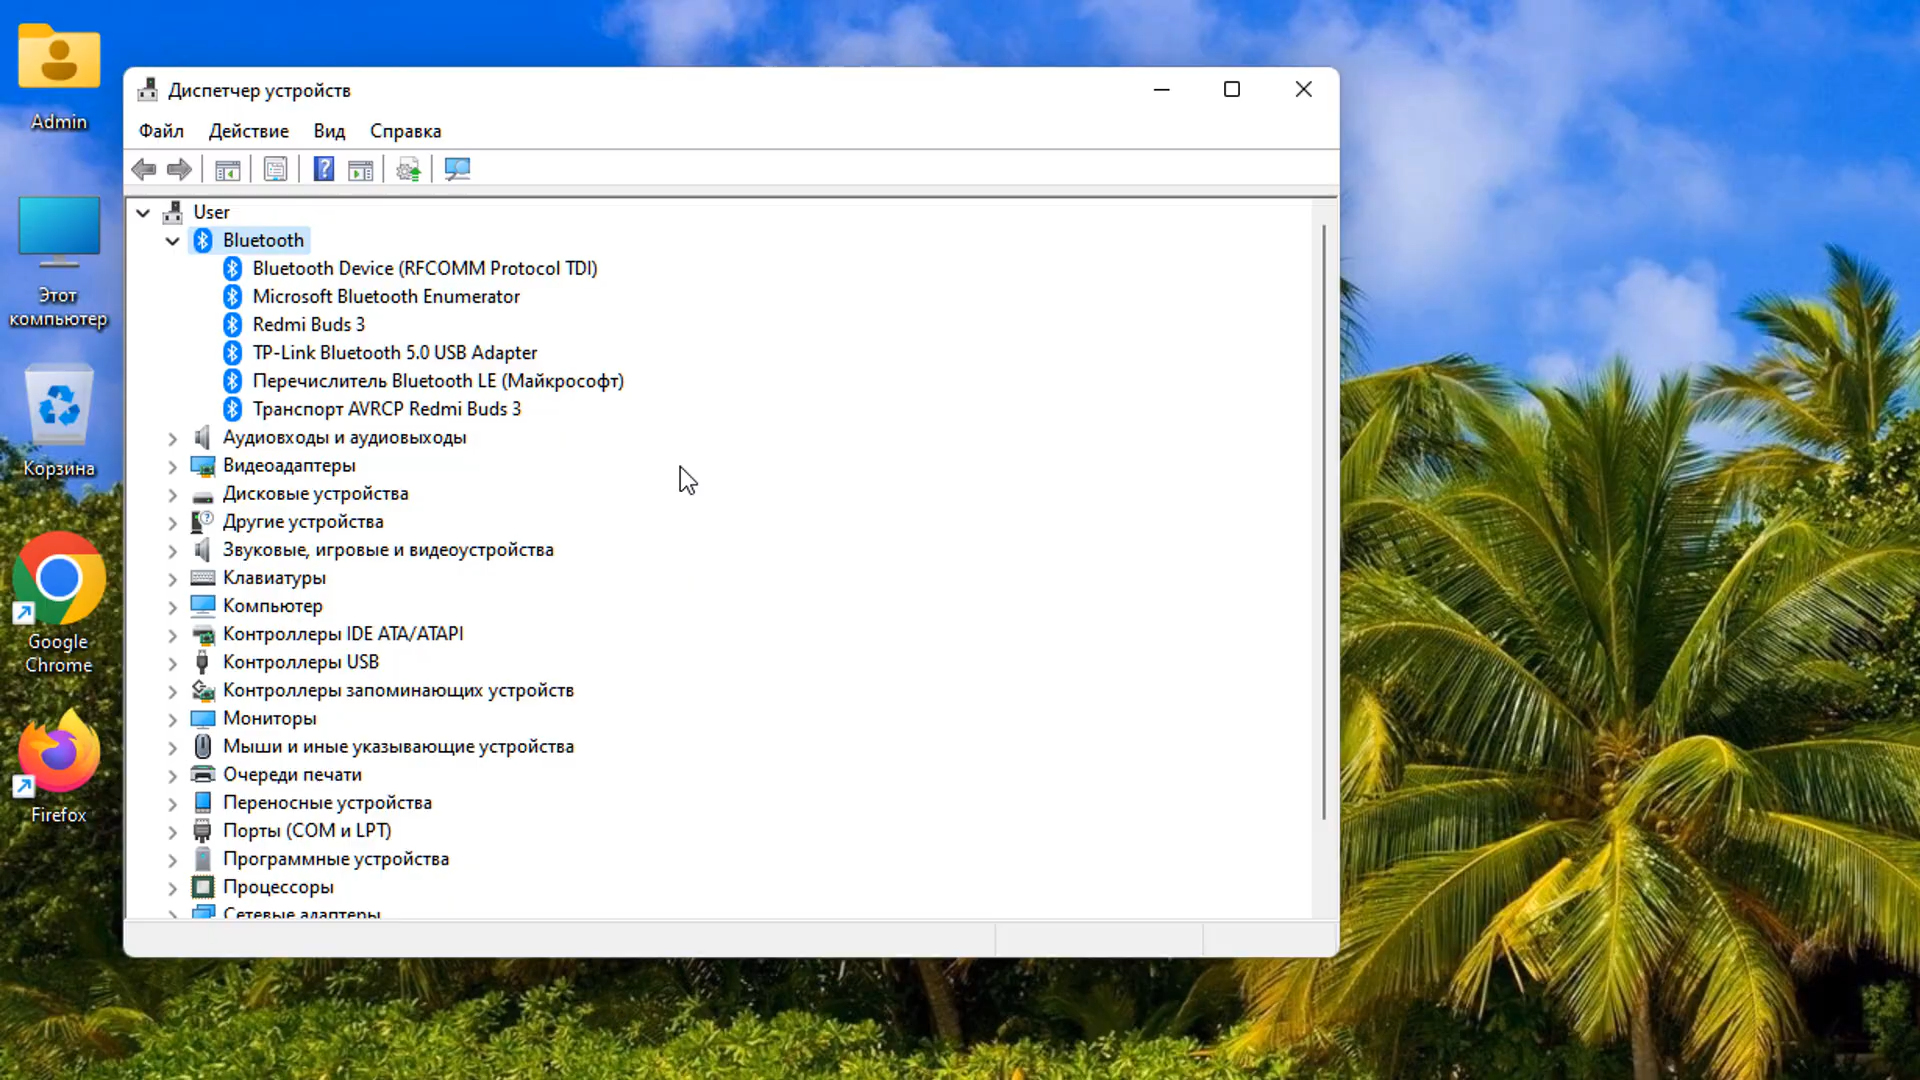 Admin
Этот
компьютер
Корзина
Google
Chrome
Firefox
Диспетчер устройств
Файл Действие Вид Справка
User
Bluetooth
Bluetooth Device (RFCOMM Protocol TDI)
Microsoft Bluetooth Enumerator
Redmi Buds 3
TP-Link Bluetooth 5.0 USB Adapter
Перечислитель Bluetooth LE (Майкрософт)
Транспорт AVRCP Redmi Buds 3
Аудиовходы и аудиовыходы
Видеоадаптеры
Дисковые устройства
Другие устройства
Звуковые, игровые и видеоустройства
Клавиатуры
Компьютер
Контроллеры IDE ATA/ATAPI
Контроллеры USB
Контроллеры запоминающих устройств
Мониторы
Мыши и иные указывающие устройства
Очереди печати
Переносные устройства
Порты (COM и LPT)
Программные устройства
Процессоры
Сетевые адаптеры